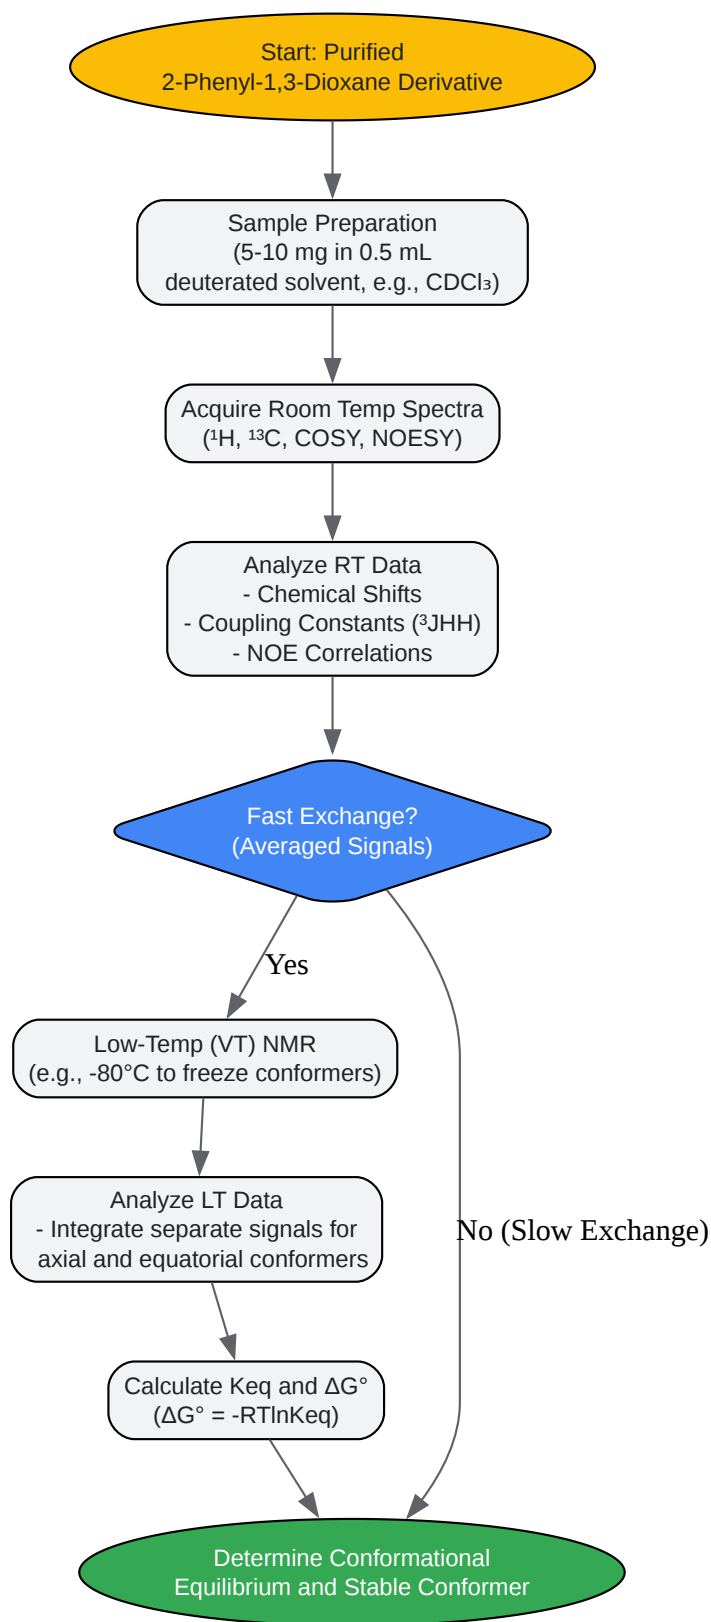 Start: Purified
2-Phenyl-1,3-Dioxane Derivative
Sample Preparation
(5-10 mg in 0.5 mL
deuterated solvent, e.g., CDCl₃)
Acquire Room Temp Spectra
(¹H, ¹³C, COSY, NOESY)
Analyze RT Data
- Chemical Shifts
- Coupling Constants (³JHH)
- NOE Correlations
Fast Exchange?
(Averaged Signals)
Yes
Low-Temp (VT) NMR
(e.g., -80°C to freeze conformers)
Analyze LT Data
- Integrate separate signals for
axial and equatorial conformers
No (Slow Exchange)
Calculate Keq and ΔG°
(ΔG° = -RTlnKeq)
Determine Conformational
Equilibrium and Stable Conformer